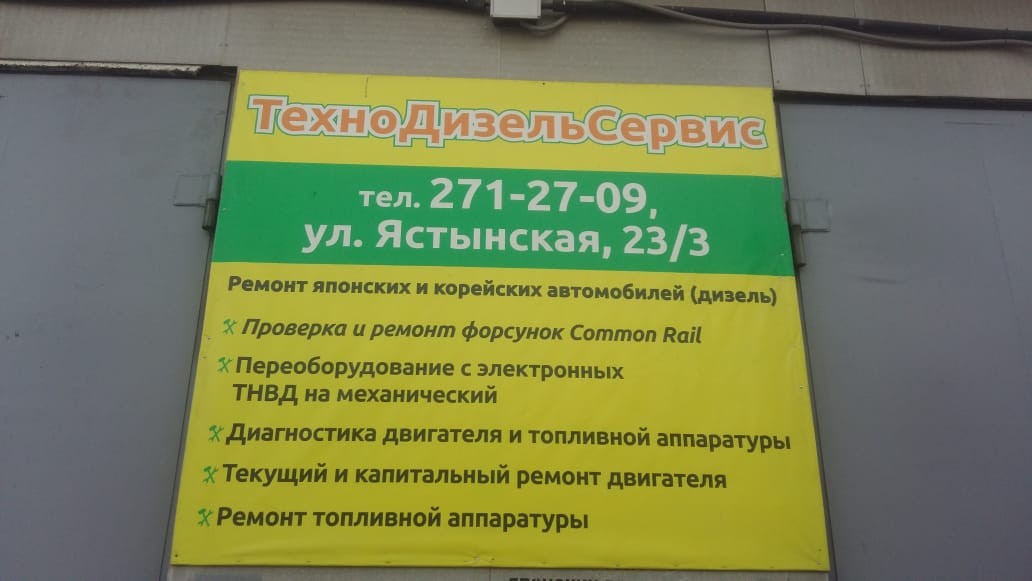 ТехноДизельСервис
тел. 271-27-09,
ул. Ястынская, 23/3
Ремонт японских и корейских автомобилей (дизель)
Проверка и ремонт форсунок Common Rail
Переоборудование с электронных
ТНВД на механический
Диагностика двигателя и топливной аппаратуры
Текущий и капитальный ремонт двигателя
Ремонт топливной аппаратуры